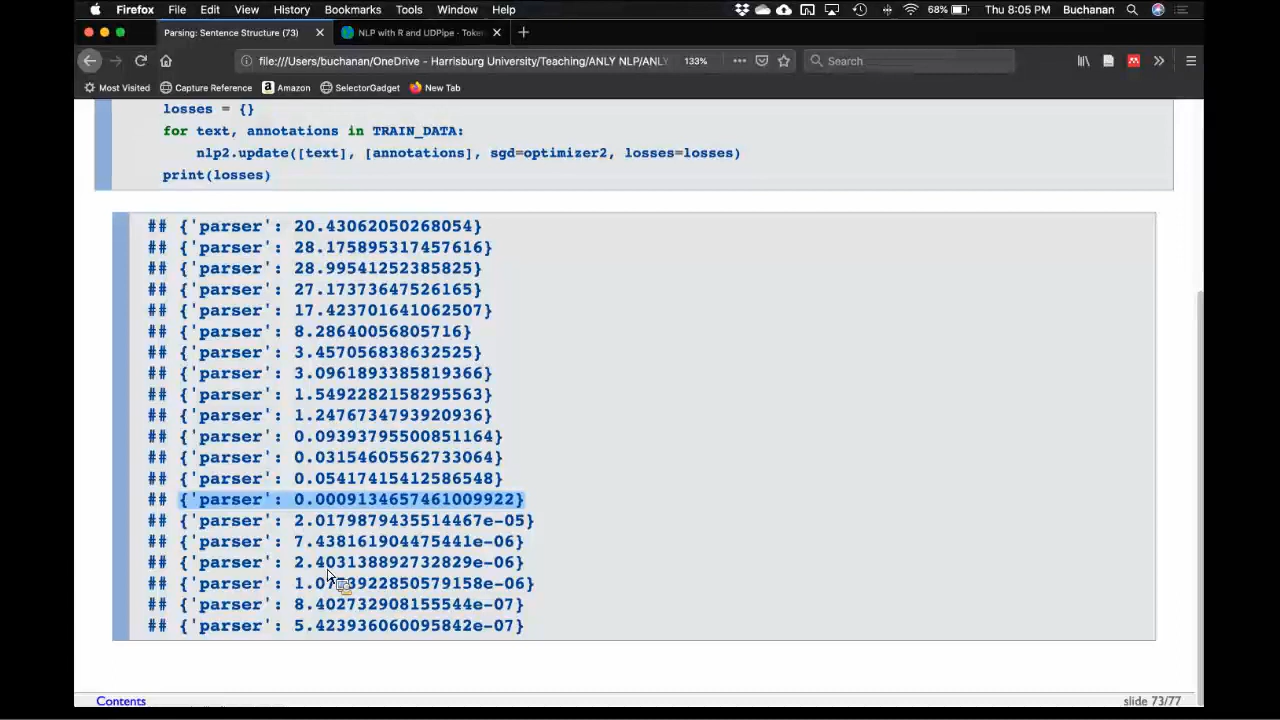 Firefox File Edit View History Bookmarks Tools Window Help 68% Thu 8:05 PM Buchanan
Parsing: Sentence Structure (73) NLP with R and UDPipe - Token
file:///Users/buchanan/OneDrive - Harrisburg University/Teaching/ANLY NLP/ANLY 133% Search
Most Visited Capture Reference Amazon SelectorGadget New Tab
losses = {}
for text, annotations in TRAIN_DATA:
nlp2.update([text], [annotations], sgd=optimizer2, losses=losses)
print(losses)
## {'parser': 20.43062050268054}
## {'parser': 28.175895317457616}
## {'parser': 28.99541252385825}
## {'parser': 27.17373647526165}
## {'parser': 17.423701641062507}
## {'parser': 8.28640056805716}
## {'parser': 3.457056838632525}
## {'parser': 3.0961893385819366}
## {'parser': 1.5492282158295563}
## {'parser': 1.2476734793920936}
## {'parser': 0.09393795500851164}
## {'parser': 0.03154605562733064}
## {'parser': 0.05417415412586548}
## {'parser': 0.0009134657461009922}
## {'parser': 2.0179879435514467e-05}
## {'parser': 7.438161904475441e-06}
## {'parser': 2.403138892732829e-06}
## {'parser':
## {'parser': 8.402732908155544e-07}
## {'parser': 5.423936060095842e-07}
Contents slide 73/77